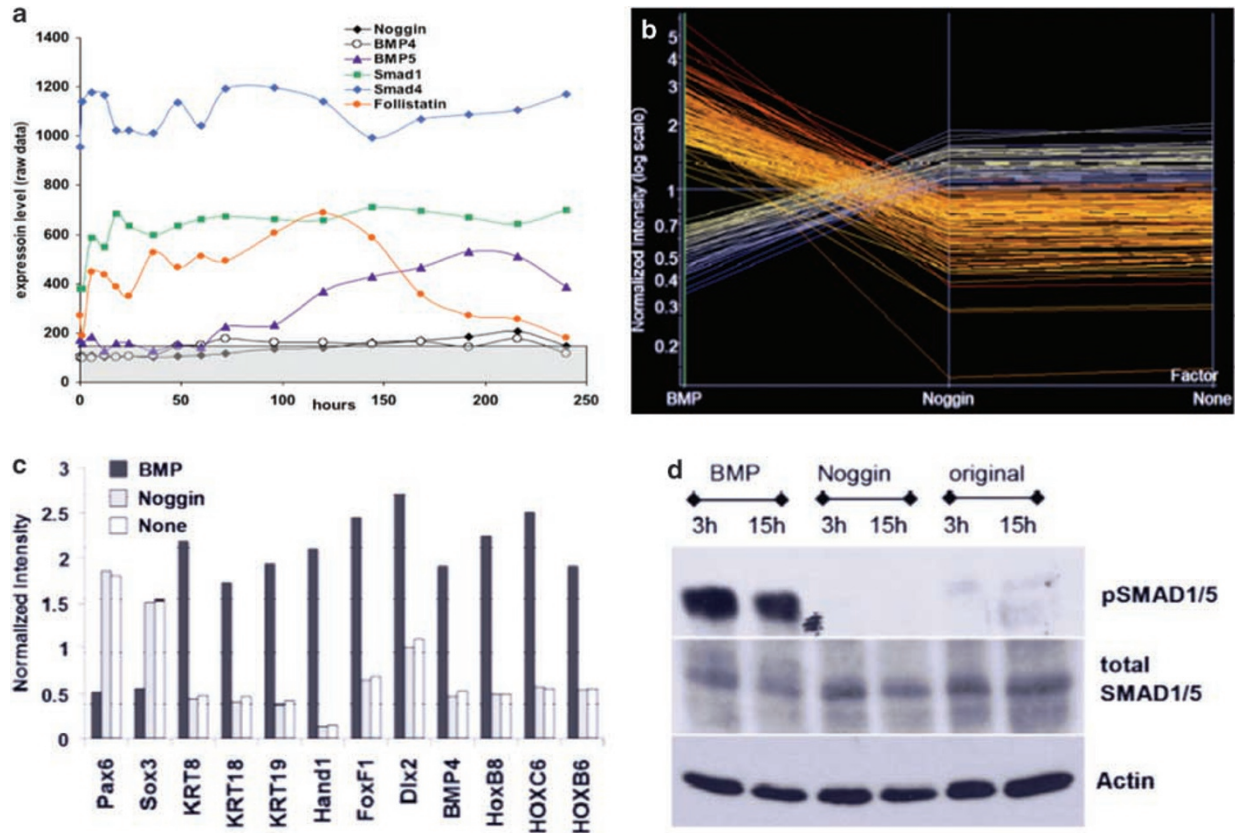 a
Noggin
BMP4
BMP5
Smad1
Smad4
Follistatin
1400
1200
1000
800
600
400
200
0
expressoin level (raw data)
0 50 100 150 200 250
hours
b
5
4
3
2
1
0.7
0.5
0.4
0.3
0.2
Normalized Intensity (log scale)
Factor
BMP Noggin None
c
BMP
Noggin
None
3
2.5
2
1.5
1
0.5
0
Normalized Intensity
Pax6
Sox3
KRT8
KRT18
KRT19
Hand1
FoxF1
Dlx2
BMP4
HoxB8
HOXC6
HOXB6
d
BMP Noggin original
3h 15h 3h 15h 3h 15h
pSMAD1/5
total
SMAD1/5
Actin